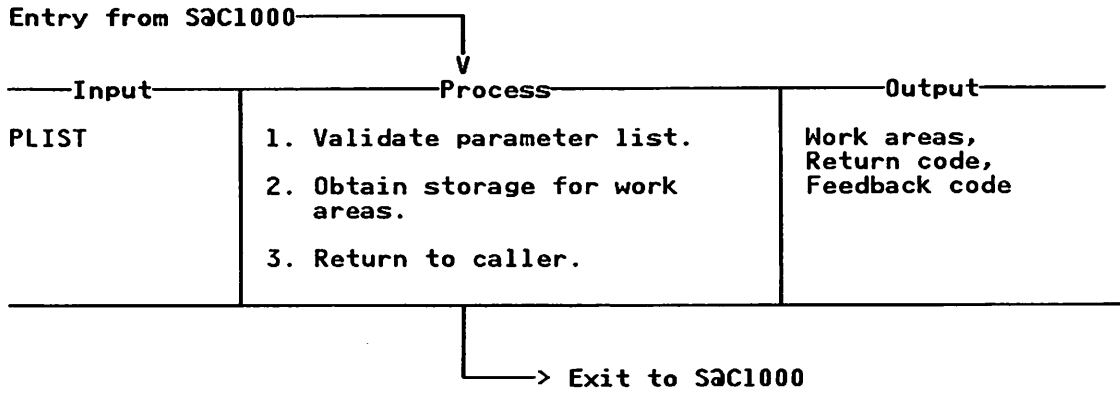 Entry from S@C1000
Input
Process
Output
PLIST
1. Validate parameter list.
2. Obtain storage for work
areas.
3. Return to caller.
Work areas,
Return code,
Feedback code
> Exit to S@C1000